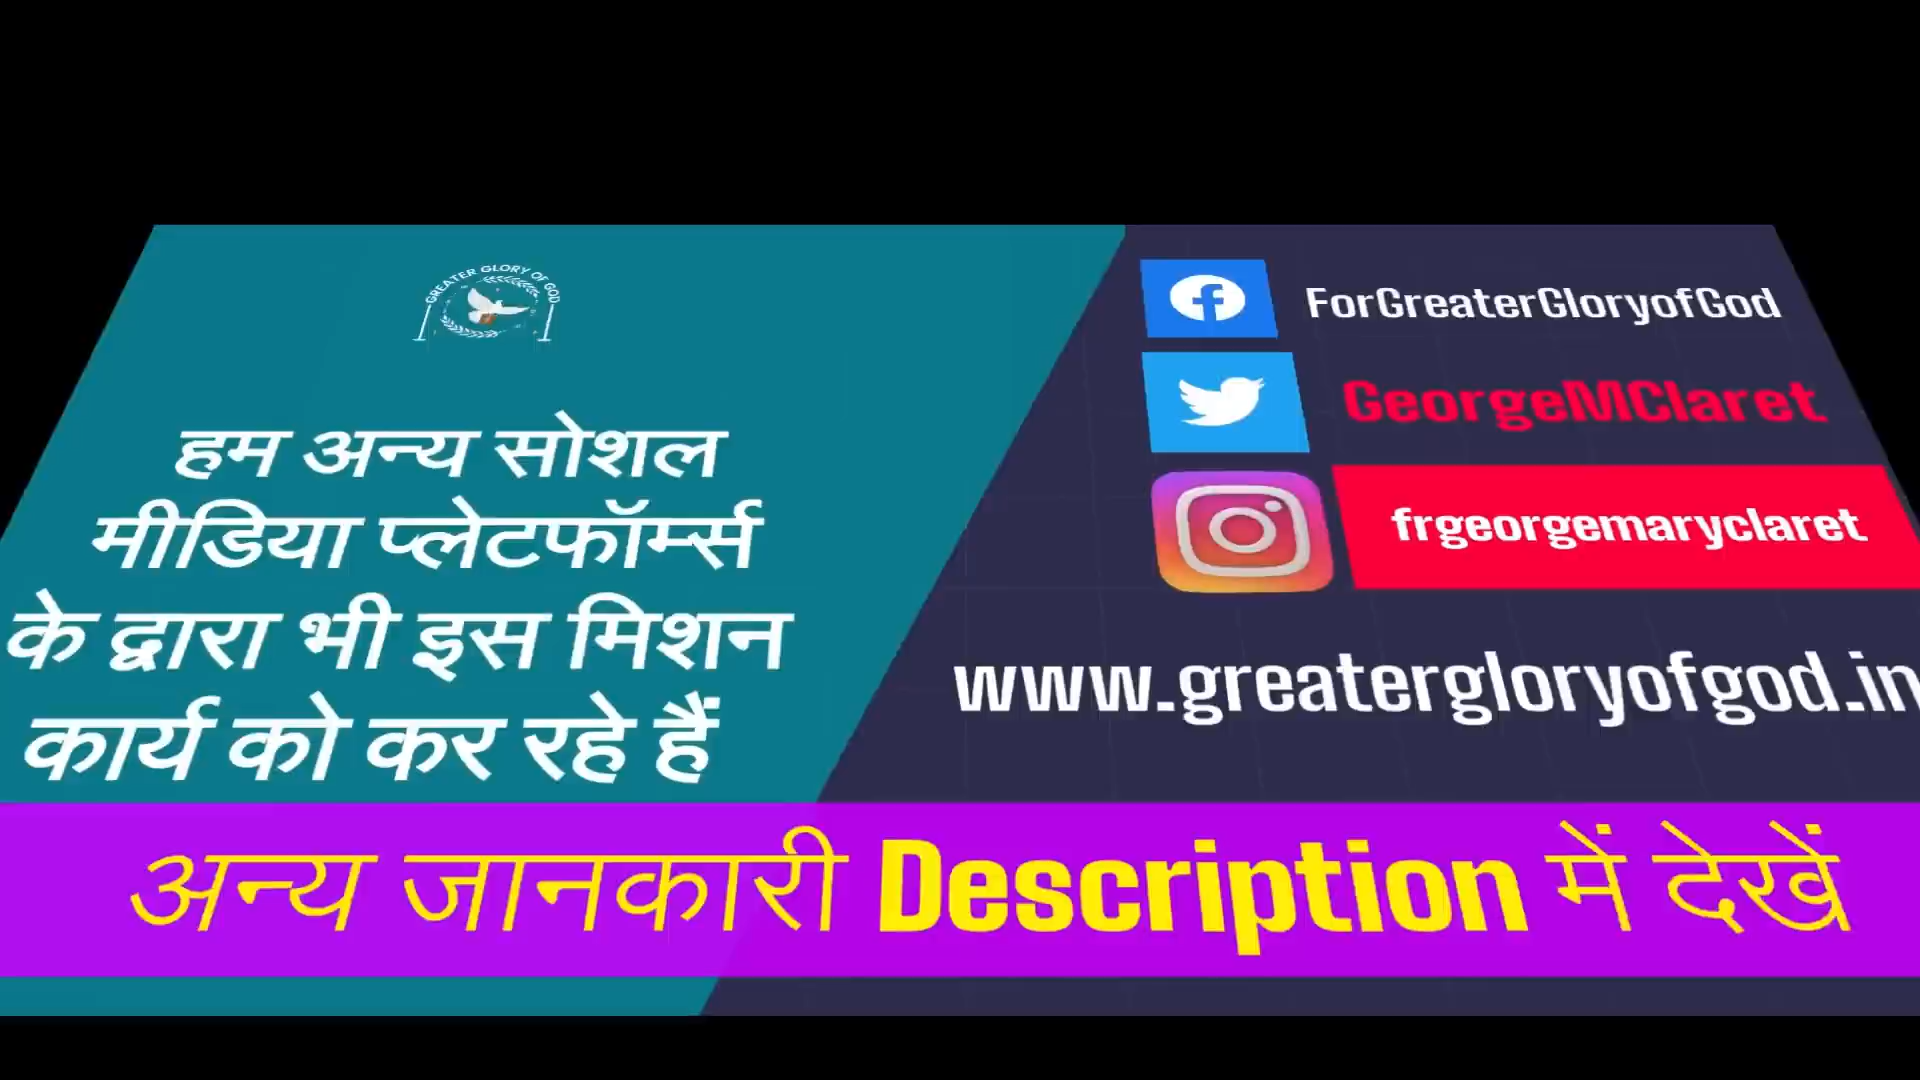 GREATER GLORY OF GOD
हम अन्य सोशल
मीडिया प्लेटफॉर्म्स
के द्वारा भी इस मिशन
कार्य को कर रहे हैं
ForGreaterGloryofGod
GeorgeMClaret
frgeorgemaryclaret
www.greatergloryofgod.in
अन्य जानकारी Description में देखें